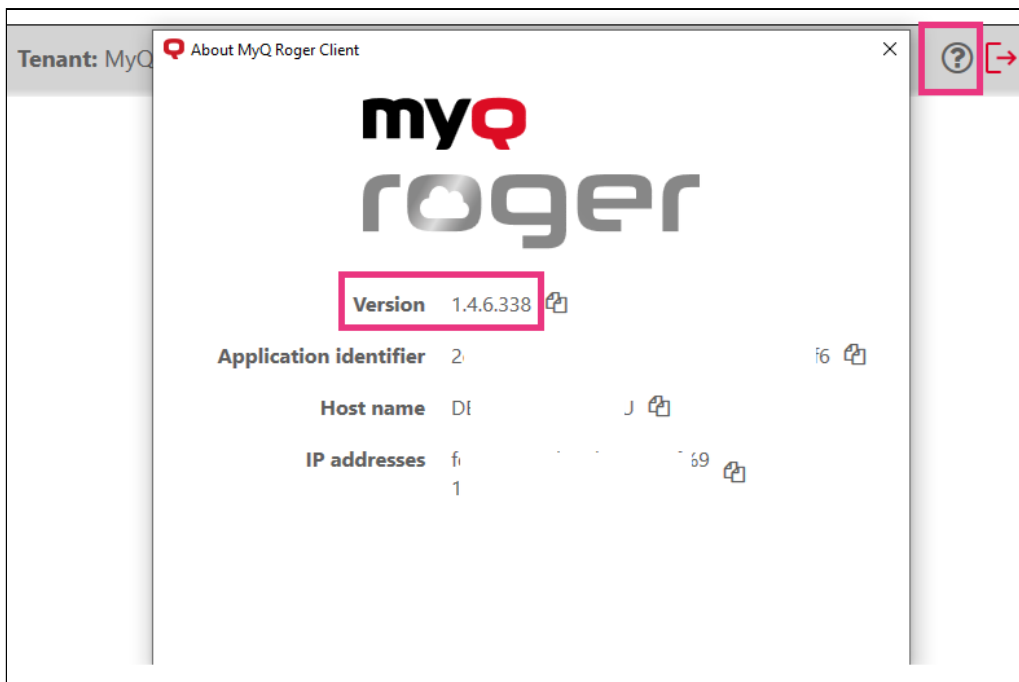 Tenant: MyQ
About MyQ Roger Client
myQ
roger
Version 1.4.6.338
Application identifier
Host name
IP addresses